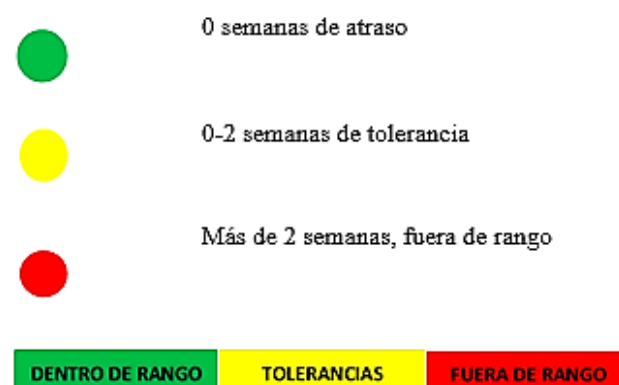 0 semanas de atraso
0-2 semanas de tolerancia
Más de 2 semanas, fuera de rango
DENTRO DE RANGO TOLERANCIAS FUERA DE RANGO